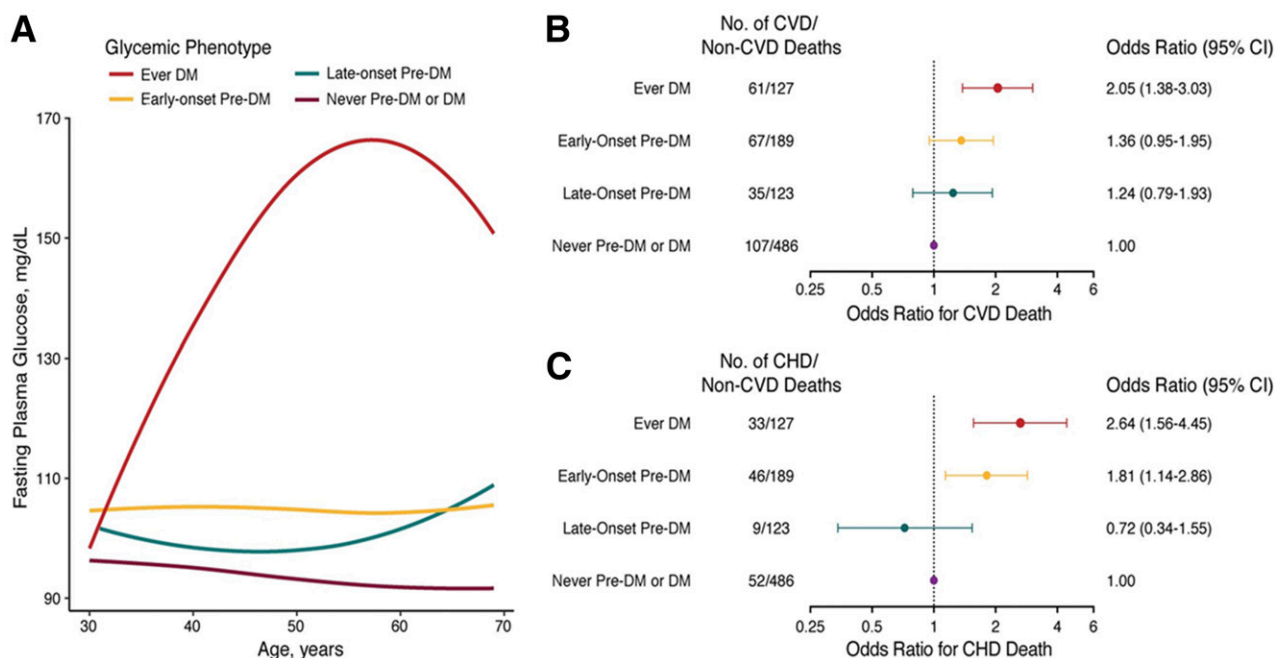 A
Glycemic Phenotype
Ever DM
Late-onset Pre-DM
Early-onset Pre-DM
Never Pre-DM or DM
Fasting Plasma Glucose, mg/dL
170
150
130
110
90
30 40 50 60 70
Age, years
B
No. of CVD/
Non-CVD Deaths
Odds Ratio (95% CI)
Ever DM 61/127 2.05 (1.38-3.03)
Early-Onset Pre-DM 67/189 1.36 (0.95-1.95)
Late-Onset Pre-DM 35/123 1.24 (0.79-1.93)
Never Pre-DM or DM 107/486 1.00
0.25 0.5 1 2 4 6
Odds Ratio for CVD Death
C
No. of CHD/
Non-CVD Deaths
Odds Ratio (95% CI)
Ever DM 33/127 2.64 (1.56-4.45)
Early-Onset Pre-DM 46/189 1.81 (1.14-2.86)
Late-Onset Pre-DM 9/123 0.72 (0.34-1.55)
Never Pre-DM or DM 52/486 1.00
0.25 0.5 1 2 4 6
Odds Ratio for CHD Death